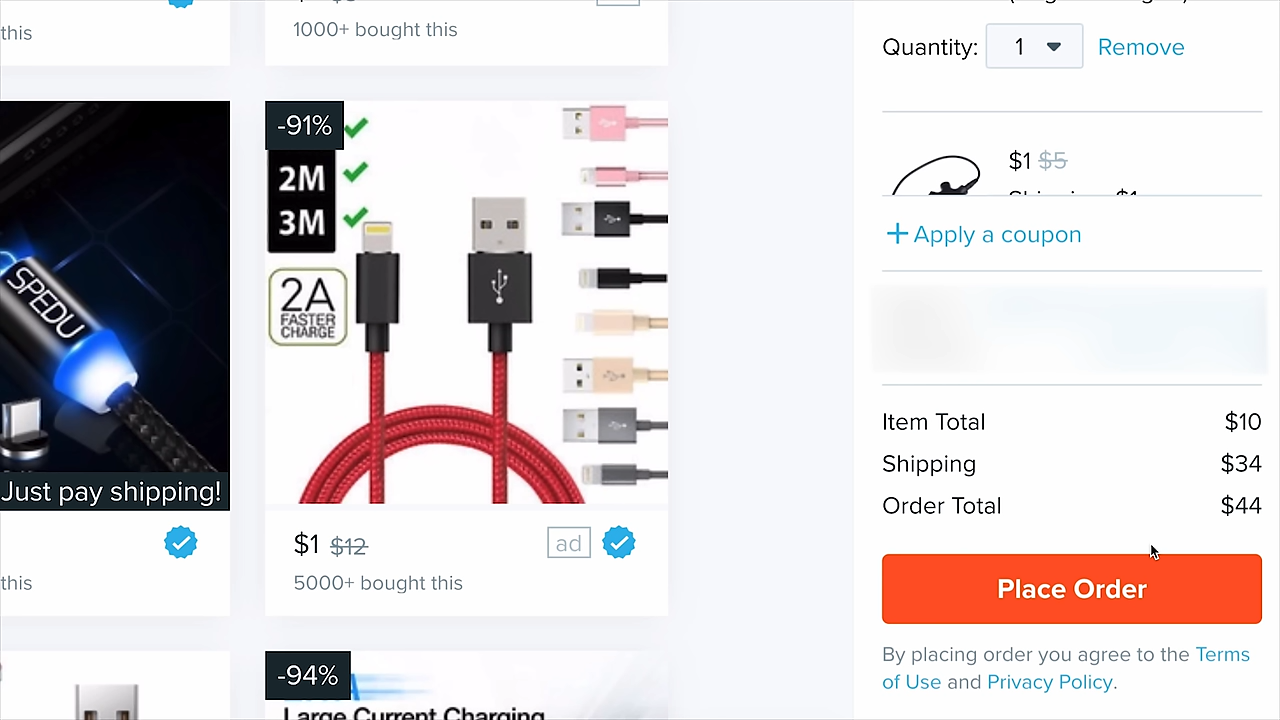 this
1000+ bought this
-91%
2M
3M
2A
FASTER
CHARGE
SPEDU
Just pay shipping!
$1 $12
ad
this
5000+ bought this
-94%
Large Current Charging
Quantity: 1 Remove
$1 $5
+ Apply a coupon
Item Total $10
Shipping $34
Order Total $44
Place Order
By placing order you agree to the Terms
of Use and Privacy Policy.